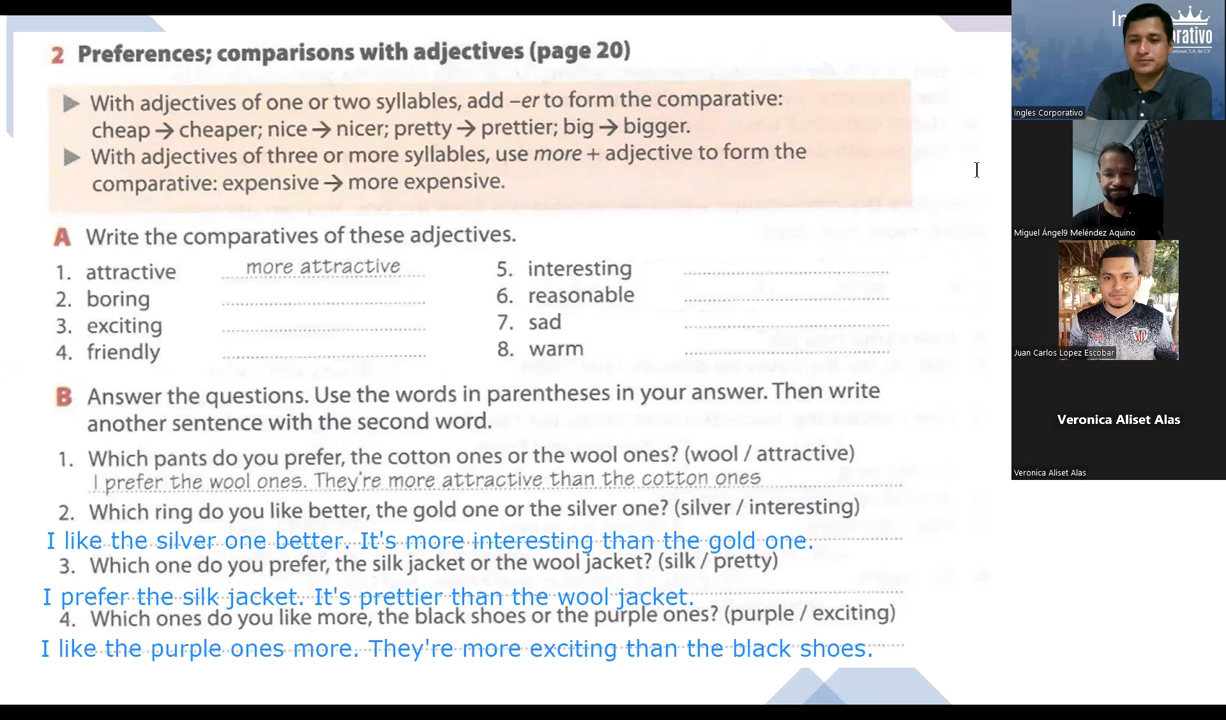 2 Preferences; comparisons with adjectives (page 20)
▶ With adjectives of one or two syllables, add –er to form the comparative:
cheap → cheaper; nice → nicer; pretty → prettier; big → bigger.
▶ With adjectives of three or more syllables, use more + adjective to form the
comparative: expensive → more expensive.
A Write the comparatives of these adjectives.
1. attractive more attractive
2. boring
3. exciting
4. friendly
5. interesting
6. reasonable
7. sad
8. warm
B Answer the questions. Use the words in parentheses in your answer. Then write
another sentence with the second word.
1. Which pants do you prefer, the cotton ones or the wool ones? (wool / attractive)
I prefer the wool ones. They're more attractive than the cotton ones
2. Which ring do you like better, the gold one or the silver one? (silver / interesting)
I like the silver one better. It's more interesting than the gold one.
3. Which one do you prefer, the silk jacket or the wool jacket? (silk / pretty)
I prefer the silk jacket. It's prettier than the wool jacket.
4. Which ones do you like more, the black shoes or the purple ones? (purple / exciting)
I like the purple ones more. They're more exciting than the black shoes.
Ingles Corporativo
Miguel Ángel9 Meléndez Aquino
Juan Carlos Lopez Escobar
Veronica Aliset Alas
Veronica Aliset Alas